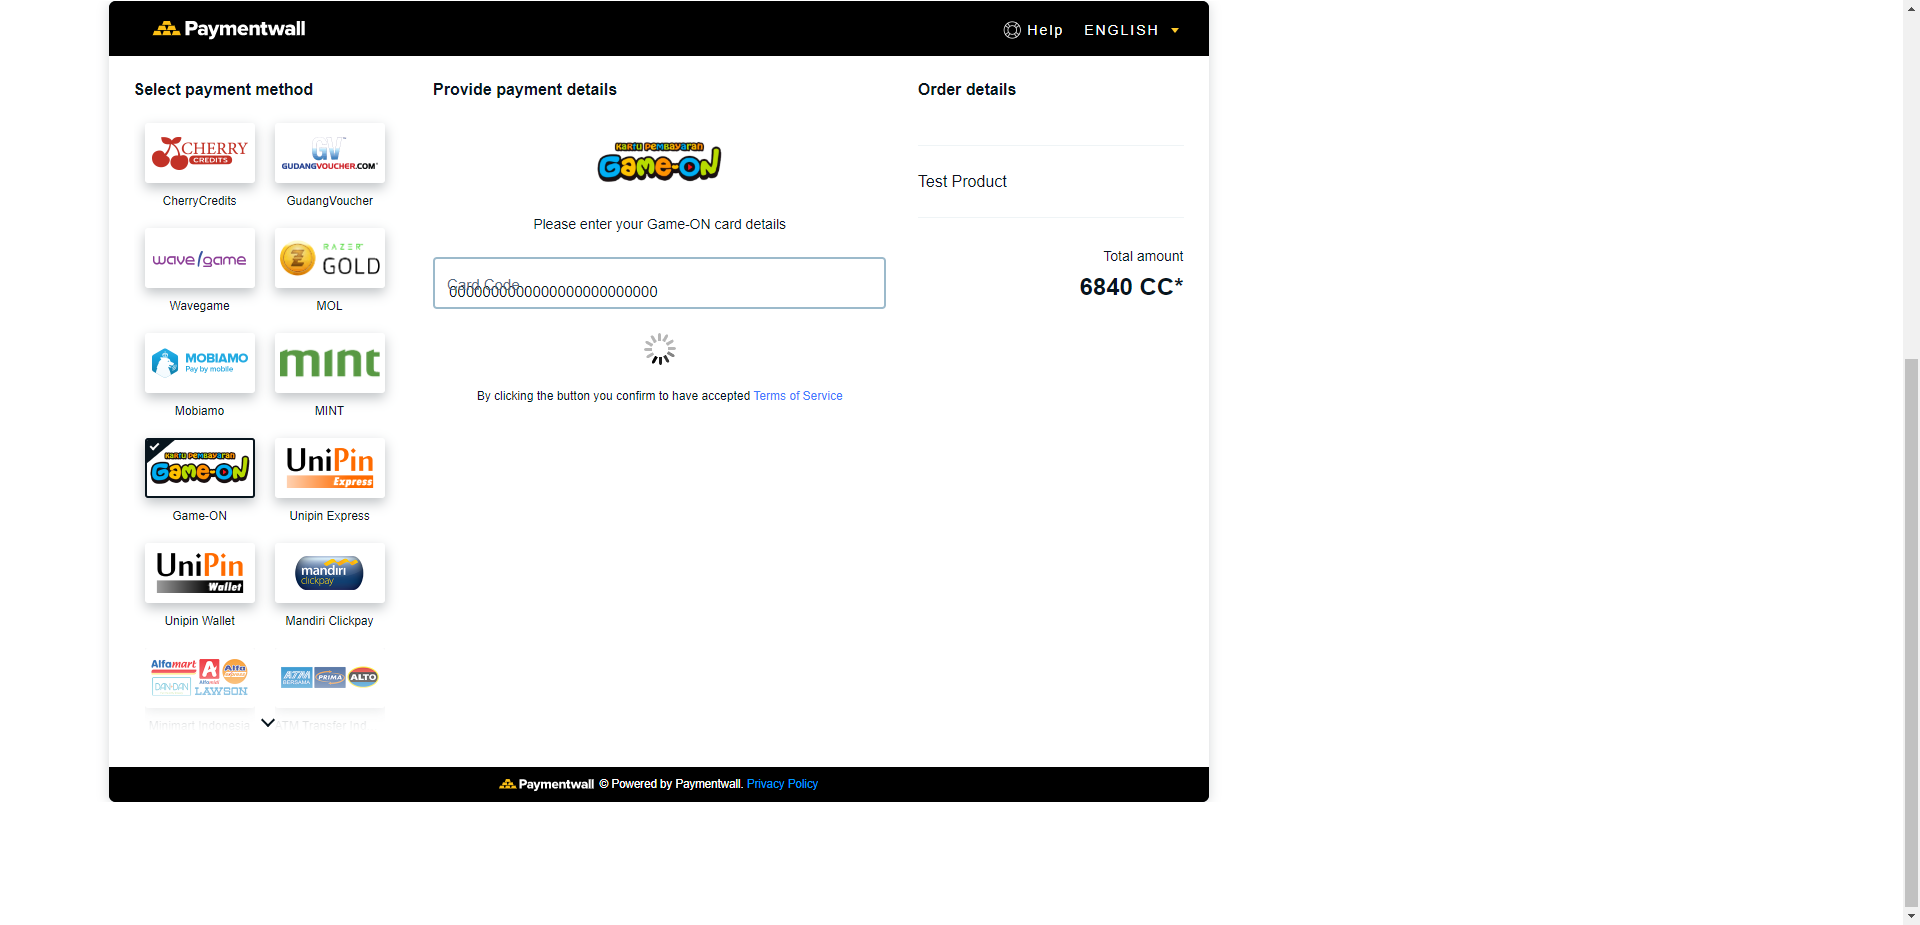 Paymentwall
Help
ENGLISH
Select payment method
Provide payment details
Order details
CHERRY
CREDITS
CherryCredits
GV™
GUDANGVOUCHER.COM
GudangVoucher
wave/game
Wavegame
RAZER
GOLD
MOL
MOBIAMO
Pay by mobile
Mobiamo
mint
MINT
KARTU PEMBAYARAN
GAME-ON
Game-ON
UniPin
Express
Unipin Express
UniPin
Wallet
Unipin Wallet
mandiri
clickpay
Mandiri Clickpay
Alfamart
Alfa
express
Alfamidi
DAN+DAN
LAWSON
Minimart Indonesia
ATM
BERSAMA
PRIMA
ALTO
ATM Transfer Ind
KARTU PEMBAYARAN
GAME-ON
Please enter your Game-ON card details
Card Code
0000000000000000000000000
By clicking the button you confirm to have accepted Terms of Service
Test Product
Total amount
6840 CC*
Paymentwall © Powered by Paymentwall. Privacy Policy